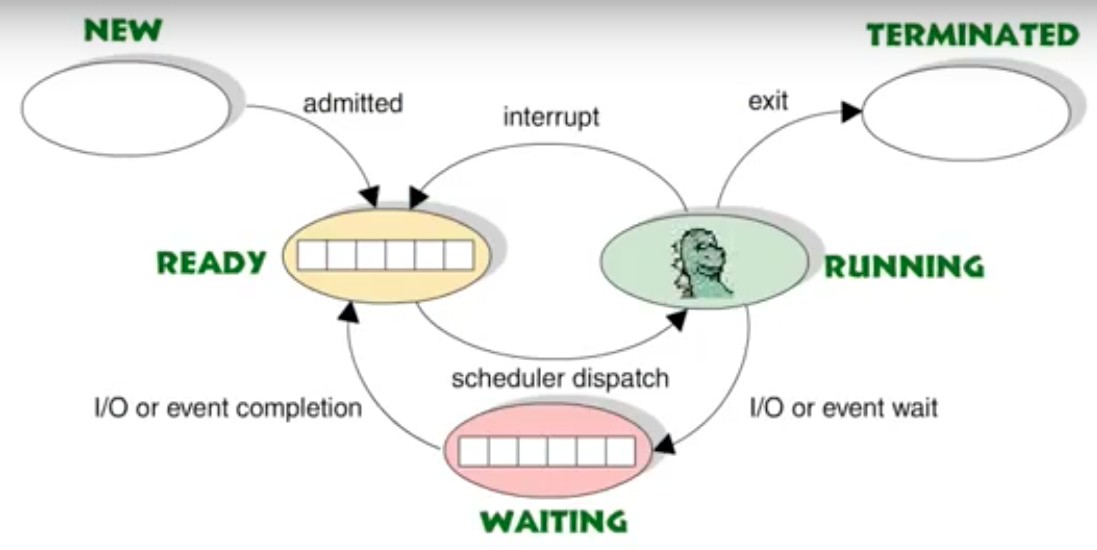 NEW
TERMINATED
admitted
interrupt
exit
READY
RUNNING
scheduler dispatch
I/O or event completion
I/O or event wait
WAITING